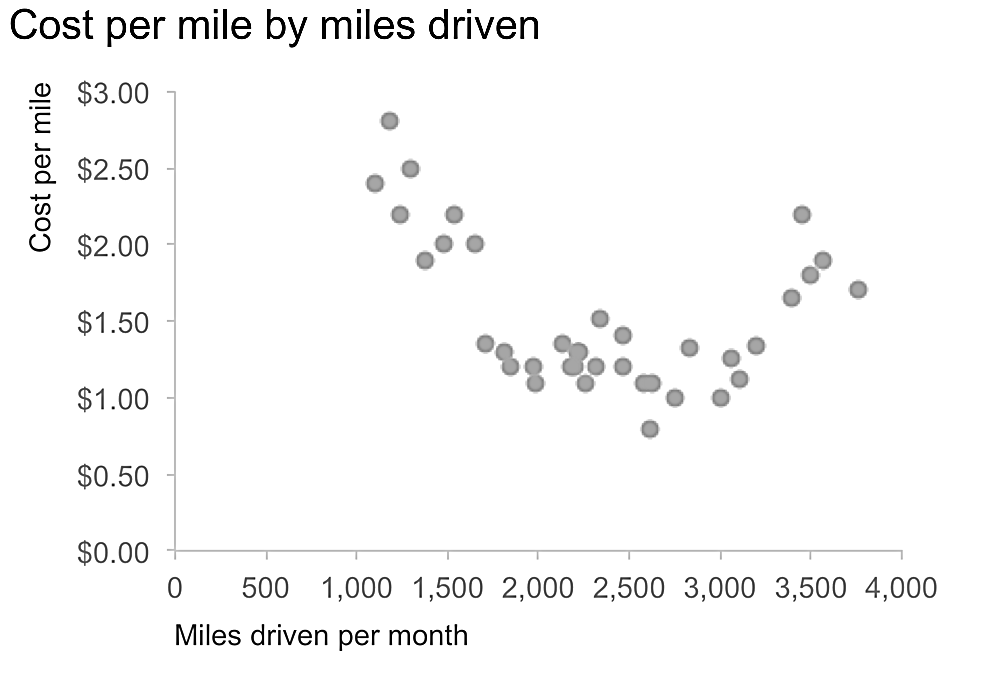 Cost per mile by miles driven
Cost per mile
$3.00
$2.50
$2.00
$1.50
$1.00
$0.50
$0.00
0 500 1,000 1,500 2,000 2,500 3,000 3,500 4,000
Miles driven per month